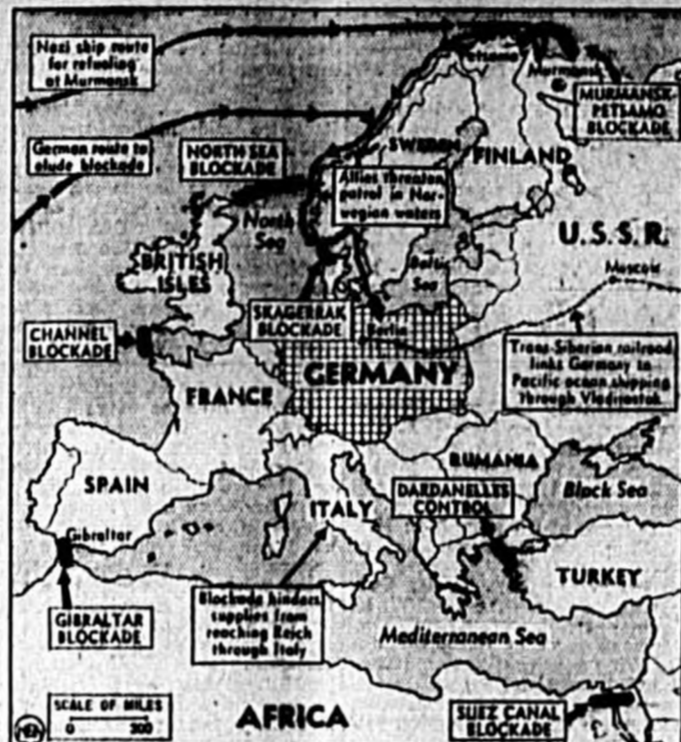 Nazi ship route
for refueling
at Murmansk
Petsamo
Murmansk
MURMANSK-
PETSAMO
BLOCKADE
German route to
elude blockade
NORTH SEA
BLOCKADE
SWEDEN
FINLAND
Allies threaten
patrol in Nor-
wegian waters
North
Sea
U.S.S.R.
BRITISH
ISLES
Baltic
Sea
Moscow
SKAGERRAK
BLOCKADE
Berlin
CHANNEL
BLOCKADE
Trans-Siberian railroad
links Germany to
Pacific ocean shipping
through Vladivostok
GERMANY
FRANCE
RUMANIA
SPAIN
ITALY
DARDANELLES
CONTROL
Black Sea
Gibraltar
TURKEY
GIBRALTAR
BLOCKADE
Blockade hinders
supplies from
reaching Reich
through Italy
Mediterranean Sea
SCALE OF MILES
0 300
AFRICA
SUEZ CANAL
BLOCKADE